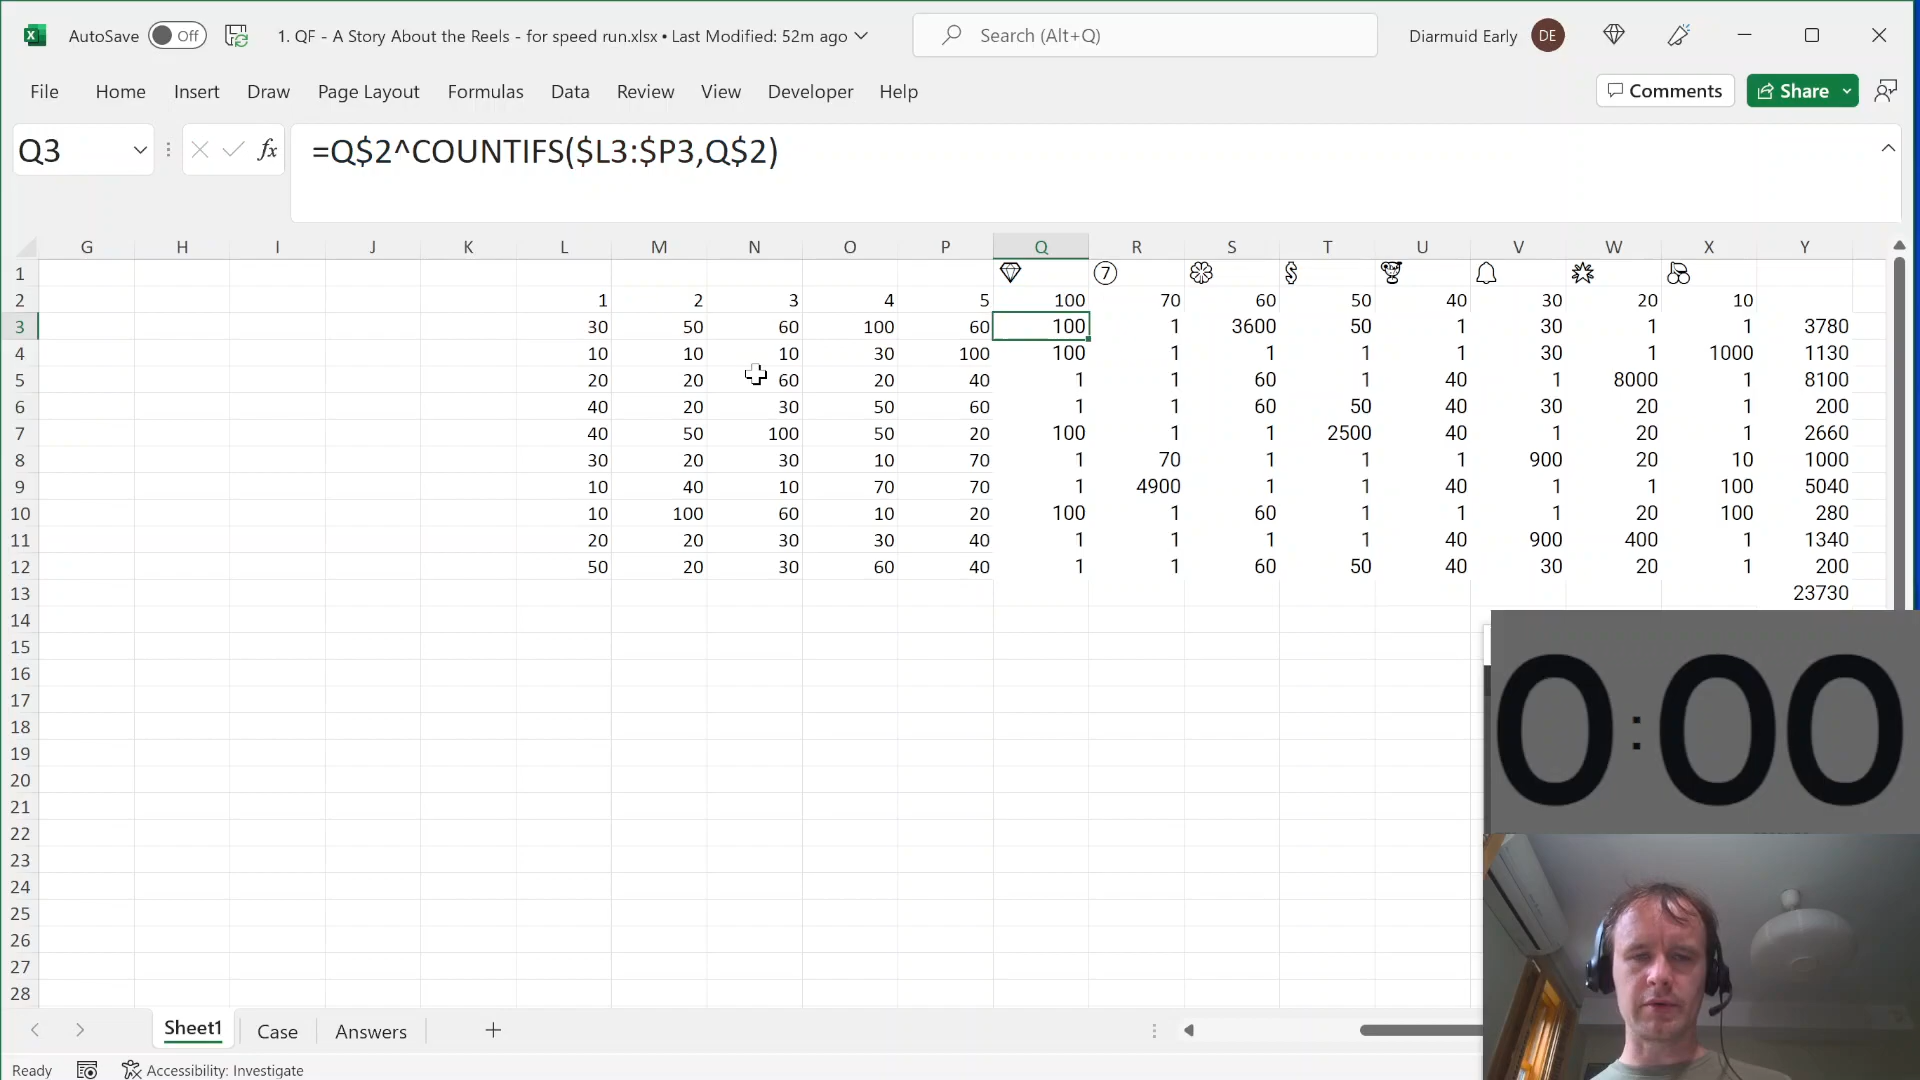 AutoSave Off 1. QF - A Story About the Reels - for speed run.xlsx • Last Modified: 52m ago Search (Alt+Q) Diarmuid Early DE
File Home Insert Draw Page Layout Formulas Data Review View Developer Help Comments Share
Q3 fx =Q$2^COUNTIFS($L3:$P3,Q$2)
G H I J K L M N O P Q R S T U V W X Y
1 7 $
2 1 2 3 4 5 100 70 60 50 40 30 20 10
3 30 50 60 100 60 100 1 3600 50 1 30 1 1 3780
4 10 10 10 30 100 100 1 1 1 1 30 1 1000 1130
5 20 20 60 20 40 1 1 60 1 40 1 8000 1 8100
6 40 20 30 50 60 1 1 60 50 40 30 20 1 200
7 40 50 100 50 20 100 1 1 2500 40 1 20 1 2660
8 30 20 30 10 70 1 70 1 1 1 900 20 10 1000
9 10 40 10 70 70 1 4900 1 1 40 1 1 100 5040
10 10 100 60 10 20 100 1 60 1 1 1 20 100 280
11 20 20 30 30 40 1 1 1 1 40 900 400 1 1340
12 50 20 30 60 40 1 1 60 50 40 30 20 1 200
13 23730
14
15
16
17
18
19
20
21
22
23
24
25
26
27
28
0:00
Sheet1 Case Answers
Ready Accessibility: Investigate